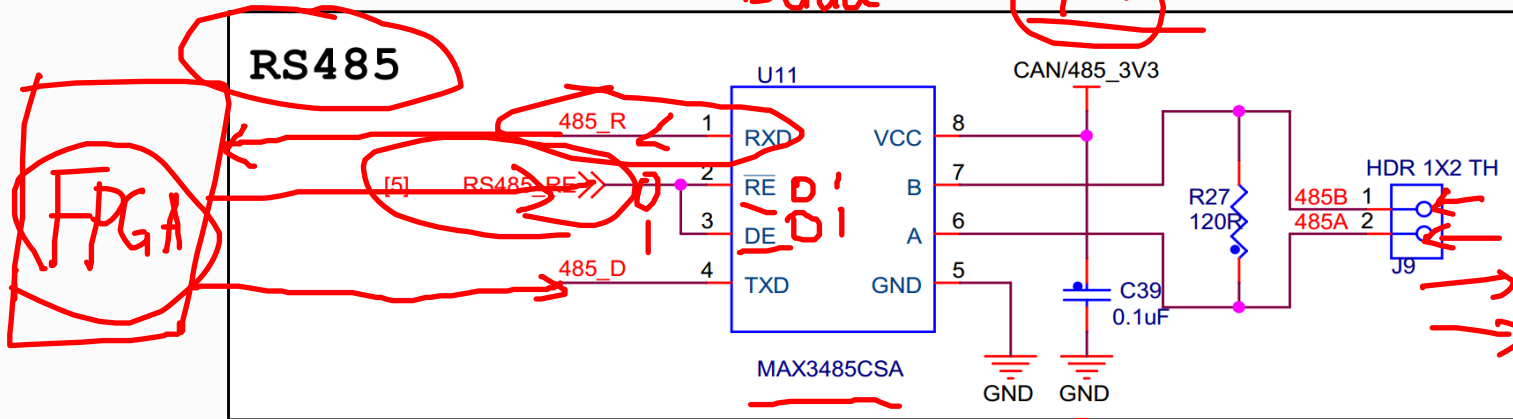 RS485
U11
CAN/485_3V3
485_R 1 RXD VCC 8
[5] RS485_RE 2 RE B 7
0 0 1
3 DE A 6
1 0 1
485_D 4 TXD GND 5
FPGA
R27
120R
HDR 1X2 TH
485B 1
485A 2
J9
C39
0.1uF
MAX3485CSA
GND GND